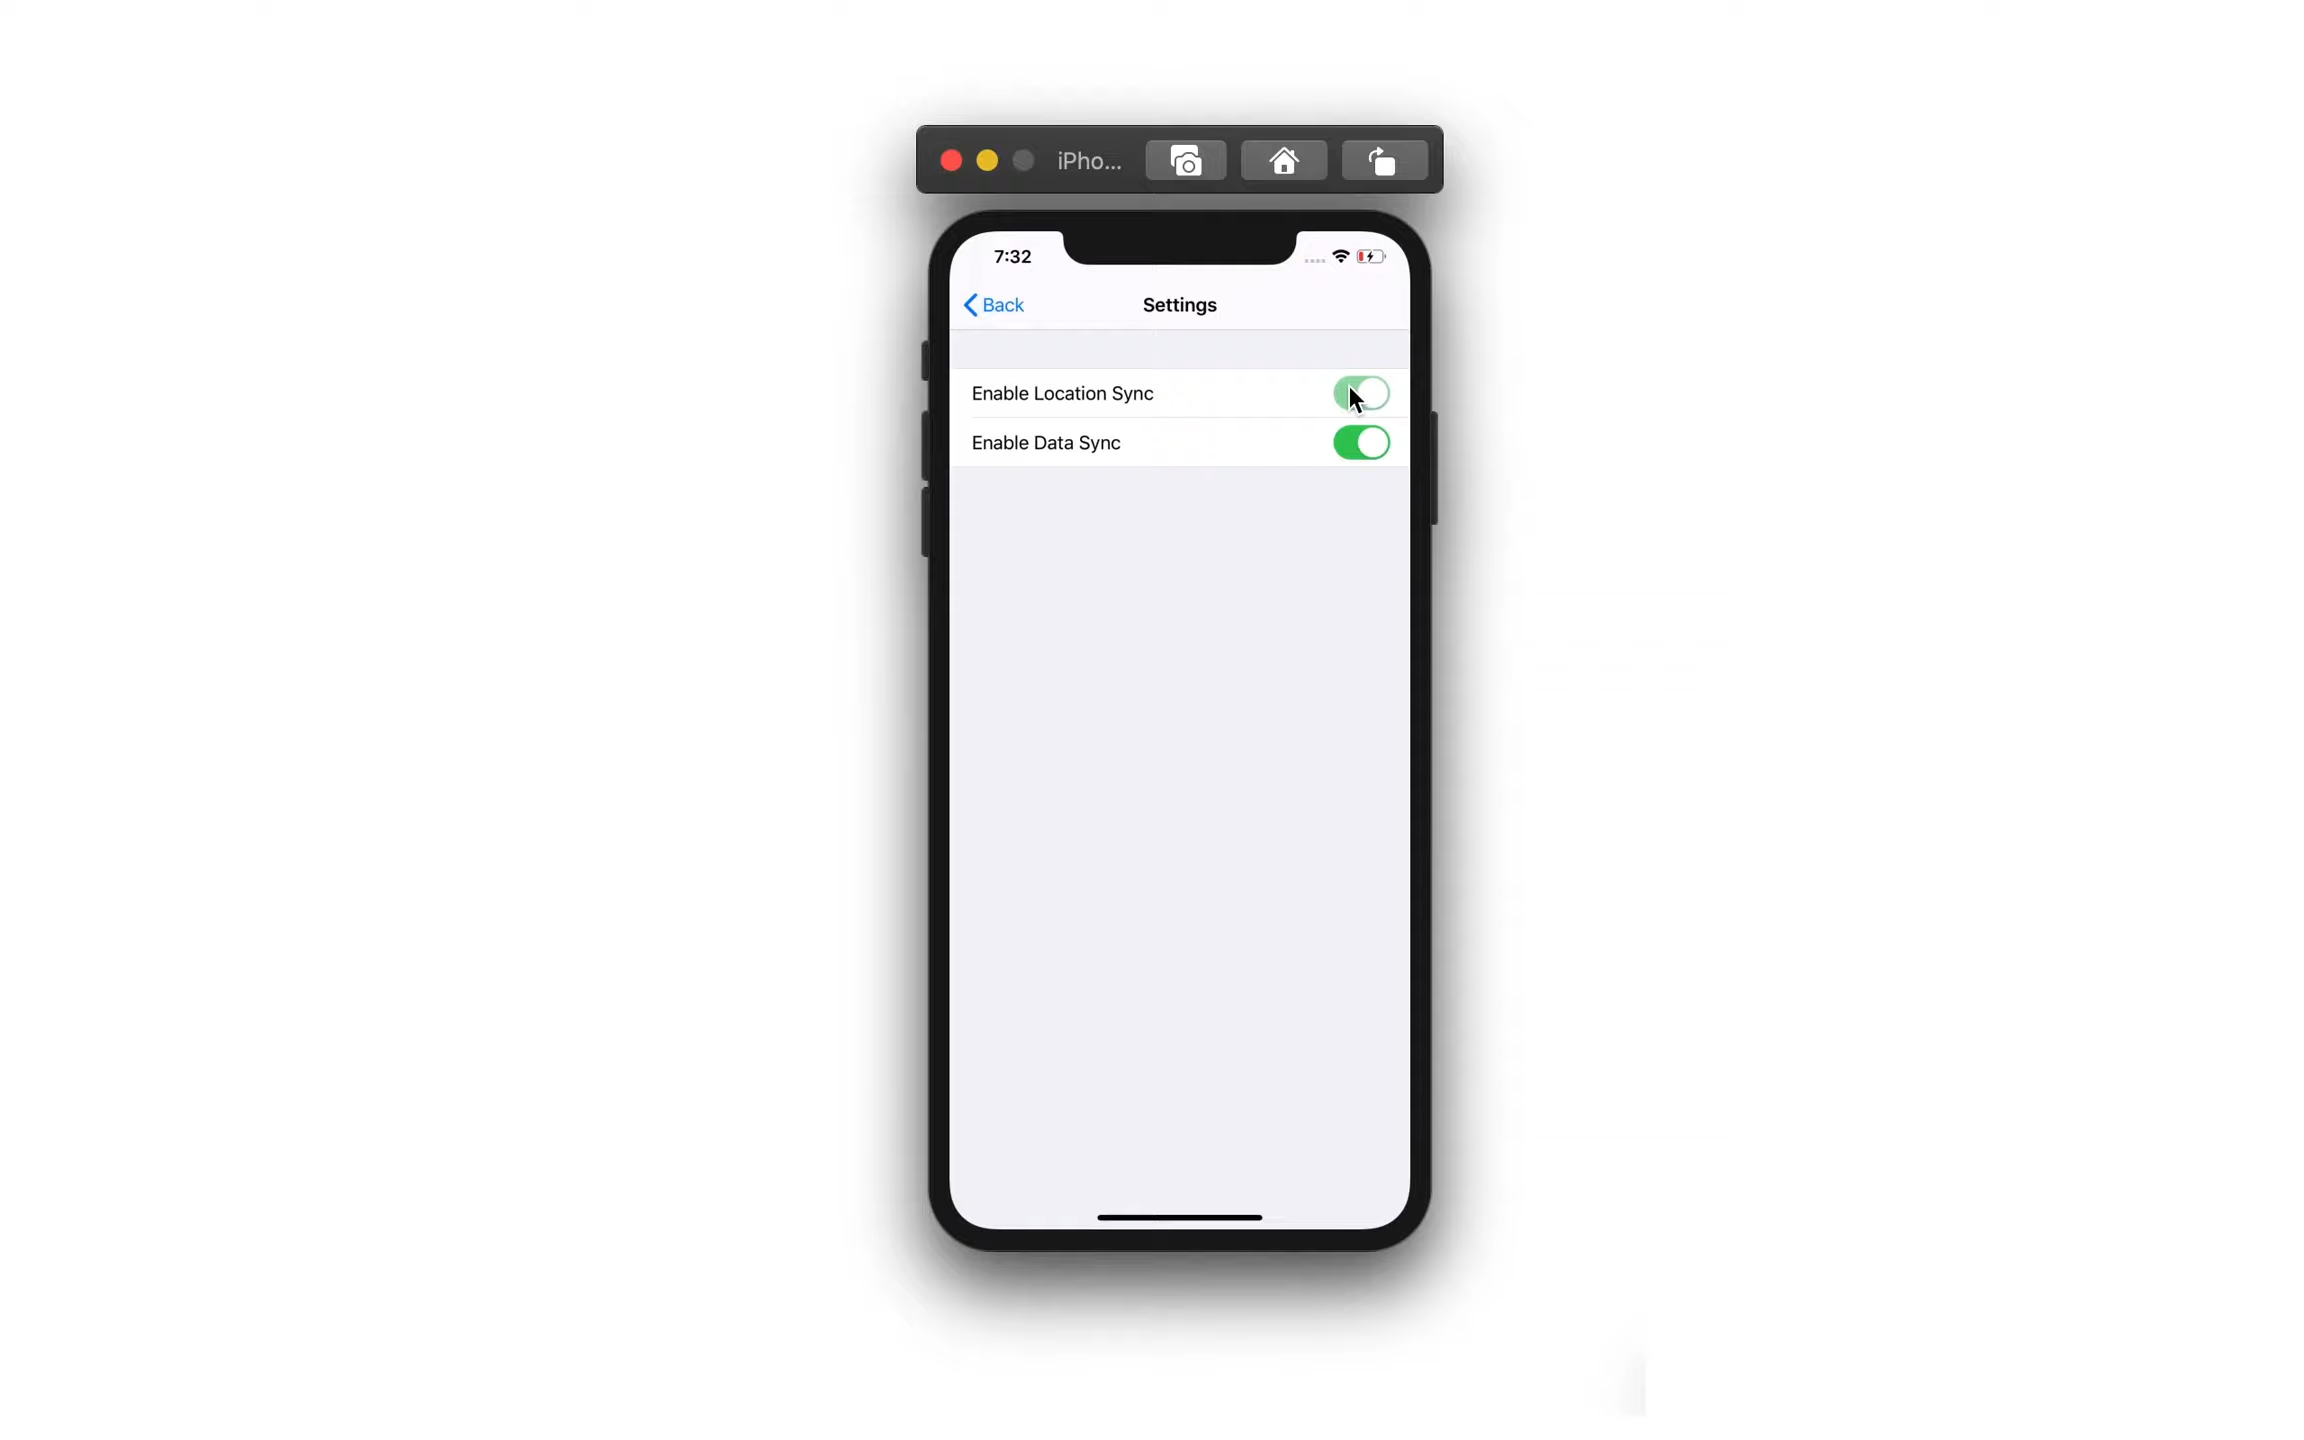 iPho...
7:32
Back
Settings
Enable Location Sync
Enable Data Sync